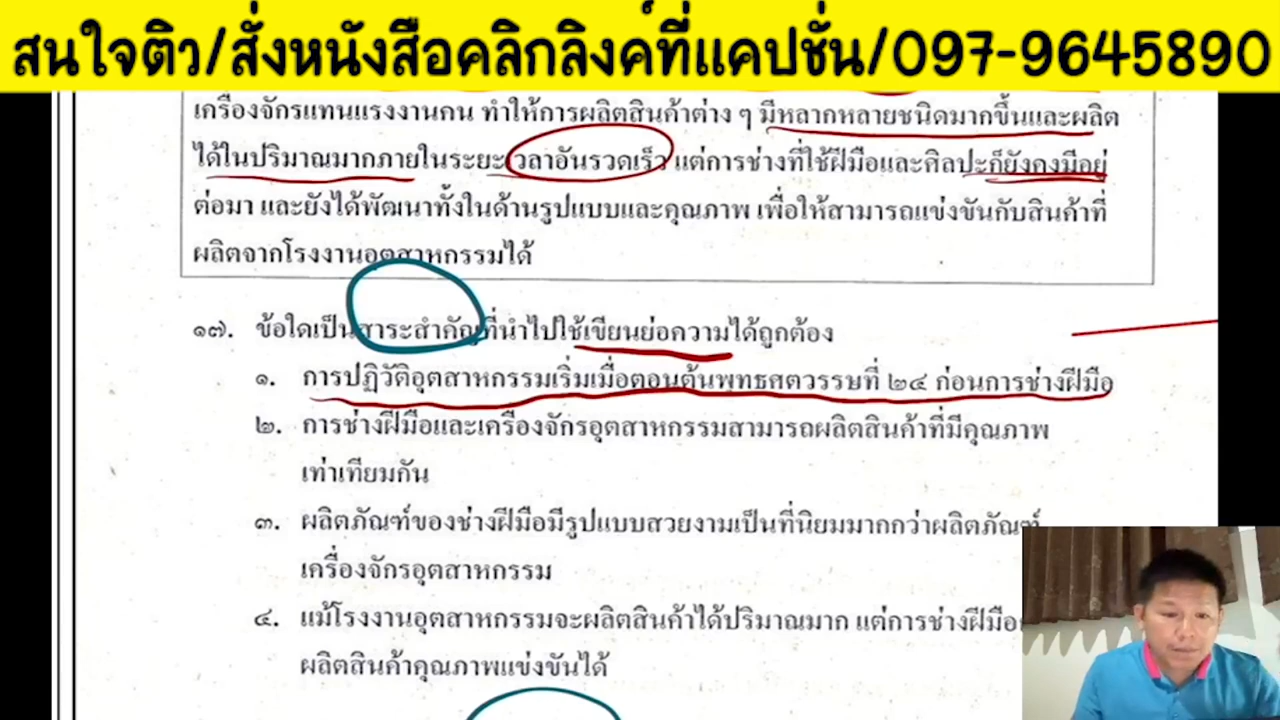 สนใจติว/สั่งหนังสือคลิกลิงค์ที่แคปชั่น/097-9645890
เครื่องจักรแทนแรงงานคน ทำให้การผลิตสินค้าต่าง ๆ มีหลากหลายชนิดมากขึ้นและผลิต
ได้ในปริมาณมากภายในระยะเวลาอันรวดเร็ว แต่การช่างที่ใช้ฝีมือและศิลปะก็ยังคงมีอยู่
ต่อมา และยังได้พัฒนาทั้งในด้านรูปแบบและคุณภาพ เพื่อให้สามารถแข่งขันกับสินค้าที่
ผลิตจากโรงงานอุตสาหกรรมได้
๑๗. ข้อใดเป็นสาระสำคัญที่นำไปใช้เขียนย่อความได้ถูกต้อง
๑. การปฏิวัติอุตสาหกรรมเริ่มเมื่อตอนต้นพุทธศตวรรษที่ ๒๔ ก่อนการช่างฝีมือ
๒. การช่างฝีมือและเครื่องจักรอุตสาหกรรมสามารถผลิตสินค้าที่มีคุณภาพ
เท่าเทียมกัน
๓. ผลิตภัณฑ์ของช่างฝีมือมีรูปแบบสวยงามเป็นที่นิยมมากกว่าผลิตภัณฑ์
เครื่องจักรอุตสาหกรรม
๔. แม้โรงงานอุตสาหกรรมจะผลิตสินค้าได้ปริมาณมาก แต่การช่างฝีมือ
ผลิตสินค้าคุณภาพแข่งขันได้